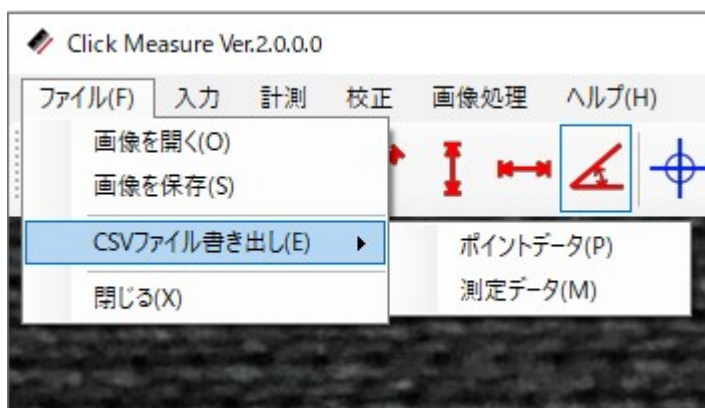 Click Measure Ver.2.0.0.0
ファイル(F) 入力 計測 校正 画像処理 ヘルプ(H)
画像を開く(O)
画像を保存(S)
CSVファイル書き出し(E)
ポイントデータ(P)
測定データ(M)
閉じる(X)